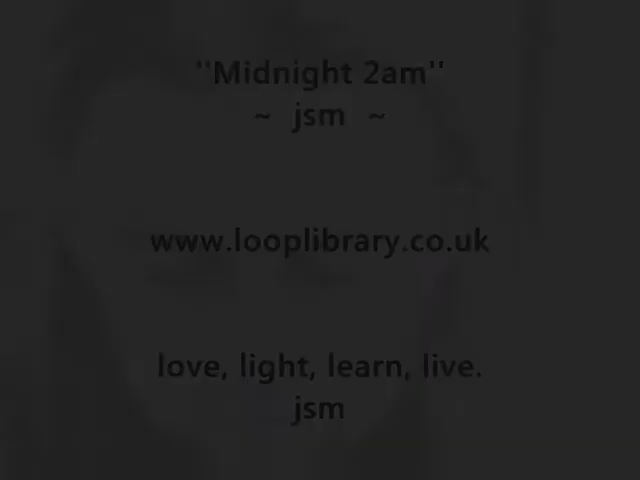 "Midnight 2am"
~ jsm ~
www.looplibrary.co.uk
love, light, learn, live.
jsm